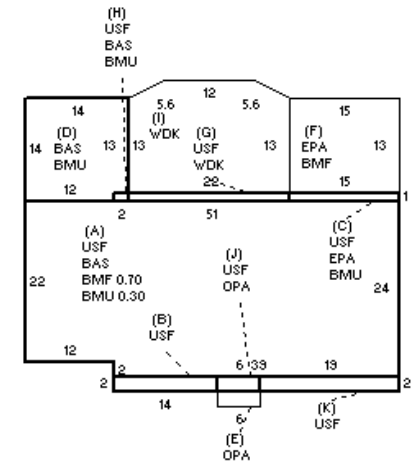 (H)
USF
BAS
BMU
12
14
5.6
5.6
15
(I)
WDK
(D)
BAS
BMU
14
13
13
(G)
USF
WDK
13
(F)
EPA
BMF
13
12
22
15
1
2
51
(A)
USF
BAS
BMF 0.70
BMU 0.30
(C)
USF
EPA
BMU
(J)
USF
OPA
22
24
(B)
USF
12
2
6
39
19
2
2
14
6
(K)
USF
(E)
OPA